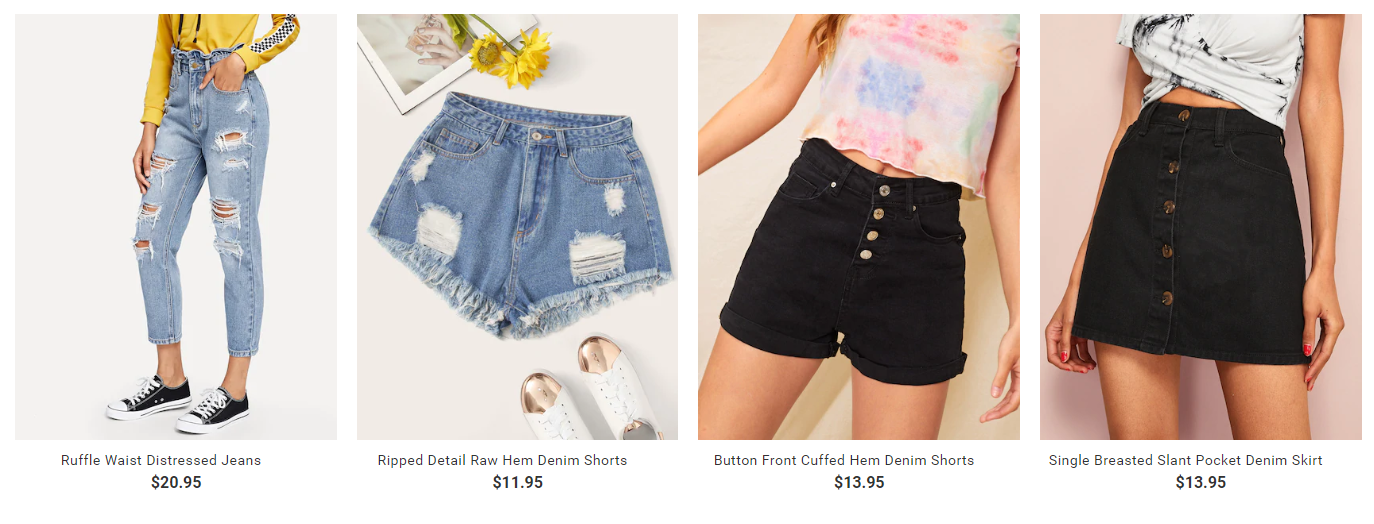 Ruffle Waist Distressed Jeans
$20.95
Ripped Detail Raw Hem Denim Shorts
$11.95
Button Front Cuffed Hem Denim Shorts
$13.95
Single Breasted Slant Pocket Denim Skirt
$13.95